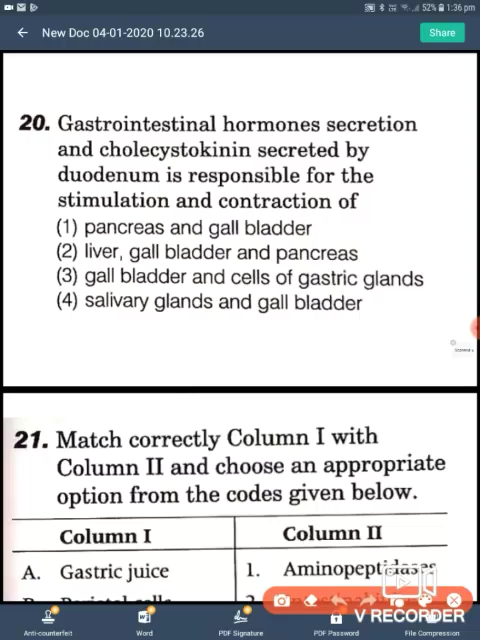 52% 1:36 pm
← New Doc 04-01-2020 10.23.26 Share
20. Gastrointestinal hormones secretion
and cholecystokinin secreted by
duodenum is responsible for the
stimulation and contraction of
(1) pancreas and gall bladder
(2) liver, gall bladder and pancreas
(3) gall bladder and cells of gastric glands
(4) salivary glands and gall bladder
21. Match correctly Column I with
Column II and choose an appropriate
option from the codes given below.
Column I Column II
A. Gastric juice 1. Aminopeptidases
V RECORDER
Anti-counterfeit Word PDF Signature PDF Password File Compression